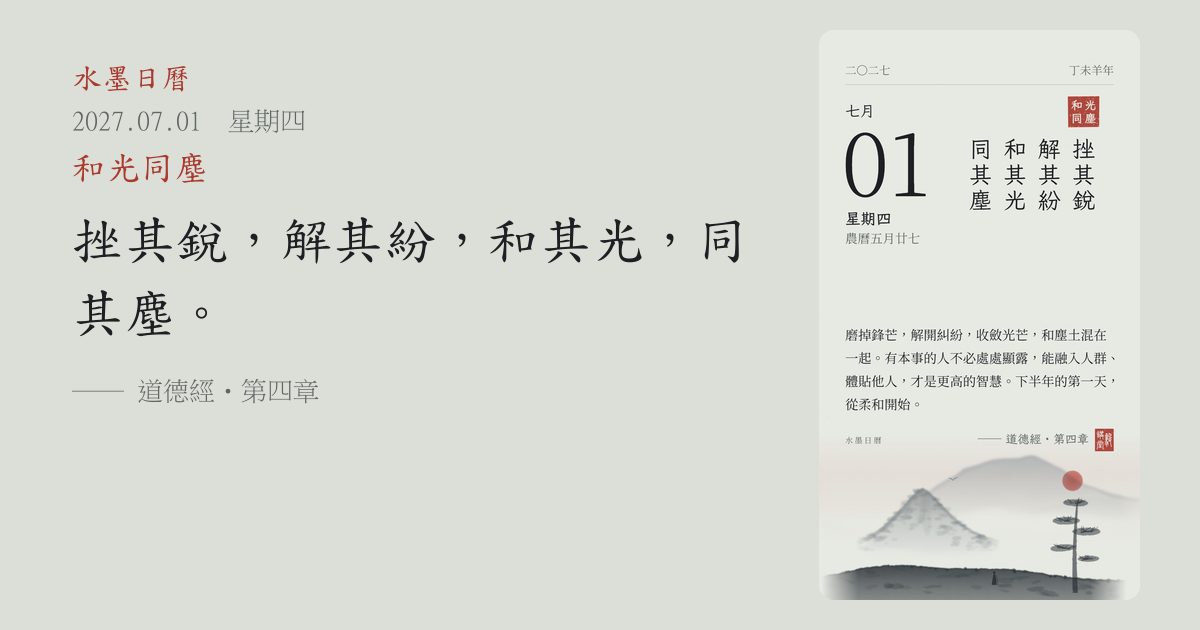 水墨日曆
2027.07.01 星期四
和光同塵
挫其銳，解其紛，和其光，同
其塵。
—— 道德經・第四章
二〇二七
丁未羊年
七月
01
星期四
農曆五月廿七
和光
同塵
挫其銳
解其紛
和其光
同其塵
磨掉鋒芒，解開糾紛，收斂光芒，和塵土混在
一起。有本事的人不必處處顯露，能融入人群、
體貼他人，才是更高的智慧。下半年的第一天，
從柔和開始。
水墨日曆
—— 道德經・第四章